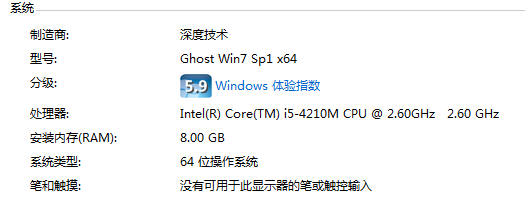 系统
制造商: 深度技术
型号: Ghost Win7 Sp1 x64
分级: 5.9 Windows 体验指数
处理器: Intel(R) Core(TM) i5-4210M CPU @ 2.60GHz 2.60 GHz
安装内存(RAM): 8.00 GB
系统类型: 64 位操作系统
笔和触摸: 没有可用于此显示器的笔或触控输入